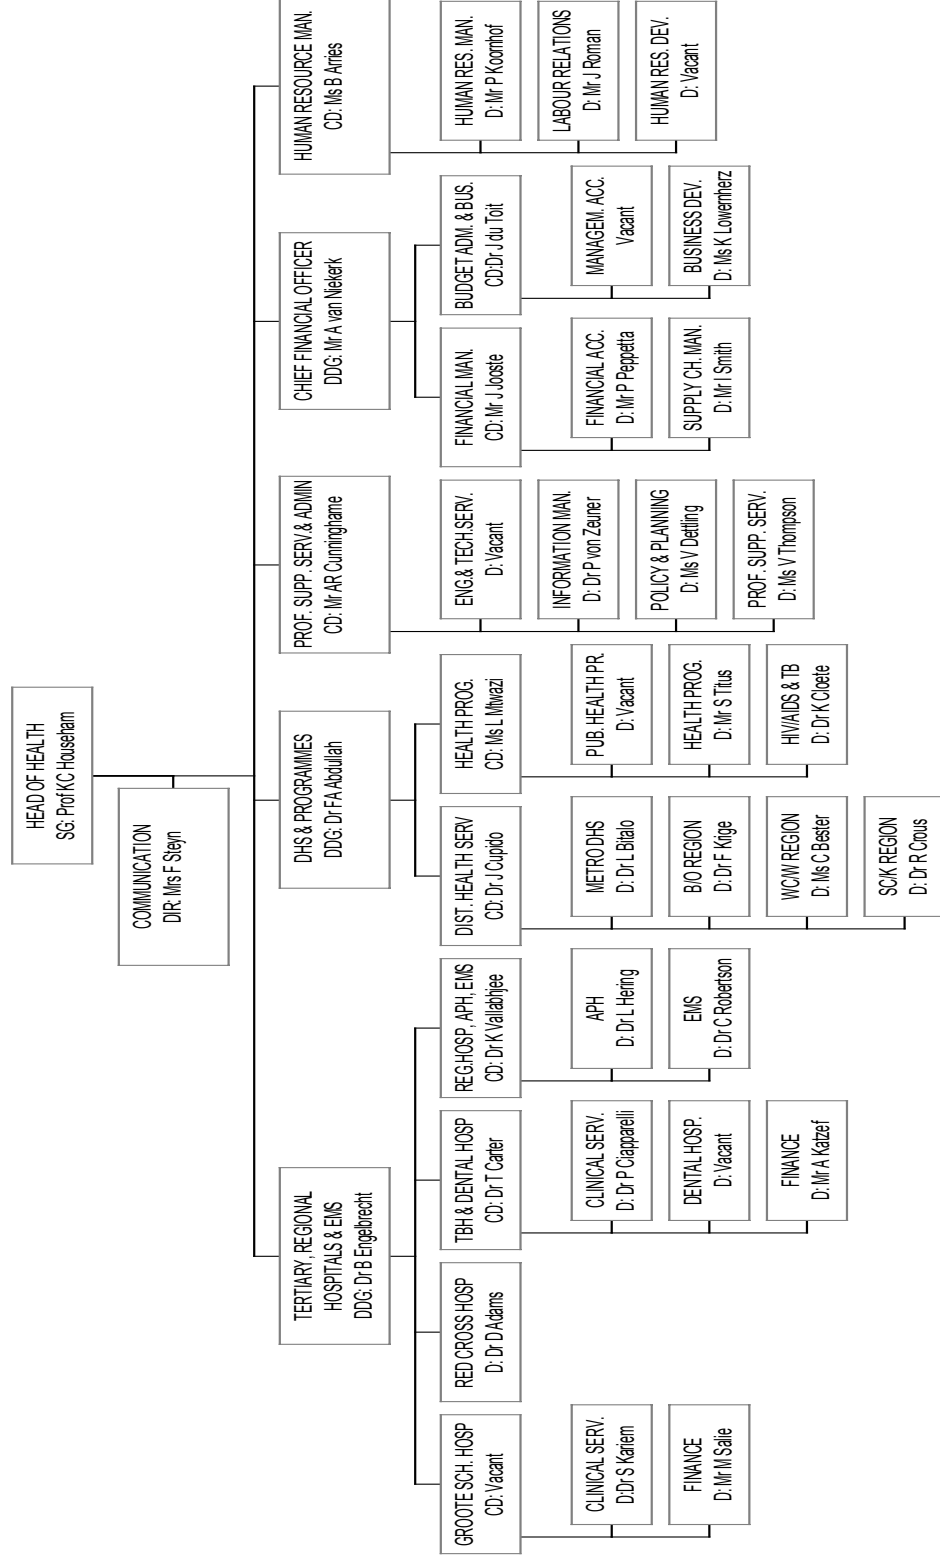 HEAD OF HEALTH
SG: Prof KC Househam
COMMUNICATION
DIR: Mrs F Steyn
TERTIARY, REGIONAL
HOSPITALS & EMS
DDG: Dr B Engelbrecht
DHS & PROGRAMMES
DDG: Dr FA Abdullah
PROF. SUPP. SERV.& ADMIN
CD: Mr AR Cunninghame
CHIEF FINANCIAL OFFICER
DDG: Mr A van Niekerk
HUMAN RESOURCE MAN.
CD: Ms B Arries
GROOTE SCH. HOSP
CD: Vacant
RED CROSS HOSP
D: Dr D Adams
TBH & DENTAL HOSP
CD: Dr T Carter
REG.HOSP, APH, EMS
CD: Dr K Vallabhjee
DIST. HEALTH SERV
CD: Dr J Cupido
HEALTH PROG.
CD: Ms L Mtwazi
ENG.& TECH.SERV.
D: Vacant
FINANCIAL MAN.
CD: Mr J Jooste
BUDGET ADM. & BUS.
CD:Dr J du Toit
HUMAN RES. MAN.
D: Mr P Koornhof
INFORMATION MAN.
D: Dr P von Zeuner
LABOUR RELATIONS
D: Mr J Roman
CLINICAL SERV.
D:Dr S Kariem
CLINICAL SERV.
D: Dr P Ciapparelli
APH
D: Dr L Hering
METRO DHS
D: Dr L Bitalo
PUB. HEALTH PR.
D: Vacant
FINANCIAL ACC.
D: Mr P Peppetta
MANAGEM. ACC.
Vacant
POLICY & PLANNING
D: Ms V Dettling
HUMAN RES. DEV.
D: Vacant
FINANCE
D: Mr M Salie
DENTAL HOSP.
D: Vacant
EMS
D: Dr C Robertson
B/O REGION
D: Dr F Krige
HEALTH PROG.
D: Mr S Titus
SUPPLY CH. MAN.
D: Mr I Smith
BUSINESS DEV.
D: Ms K Lowernherz
PROF. SUPP. SERV.
D: Ms V Thompson
FINANCE
D: Mr A Katzef
WC/W REGION
D: Ms C Bester
HIV/AIDS & TB
D: Dr K Cloete
SC/K REGION
D: Dr R Crous